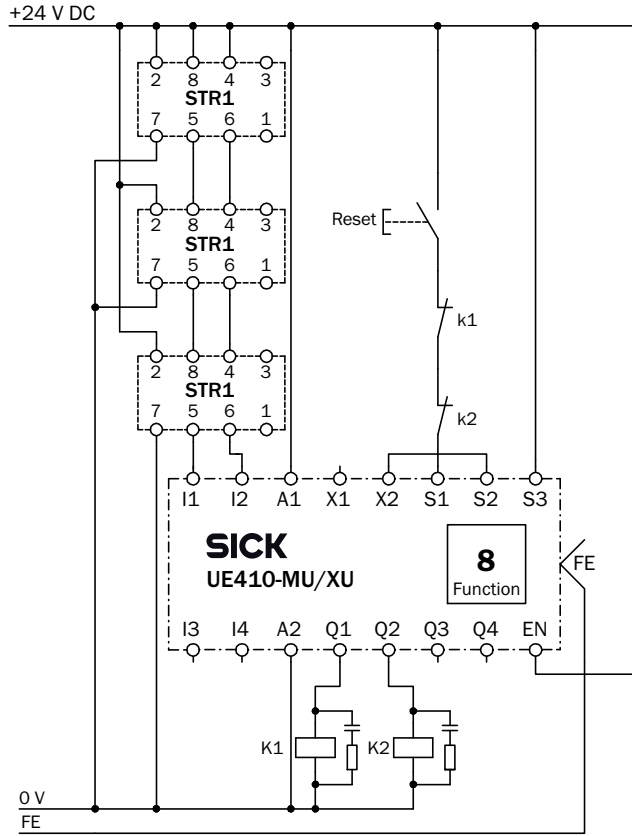 +24 V DC
2 8 4 3
STR1
7 5 6 1
2 8 4 3
STR1
7 5 6 1
Reset
k1
2 8 4 3
STR1
7 5 6 1
k2
I1 I2 A1 X1 X2 S1 S2 S3
SICK
UE410-MU/XU
8
Function
FE
I3 I4 A2 Q1 Q2 Q3 Q4 EN
K1 K2
0 V
FE